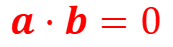 a · b = 0